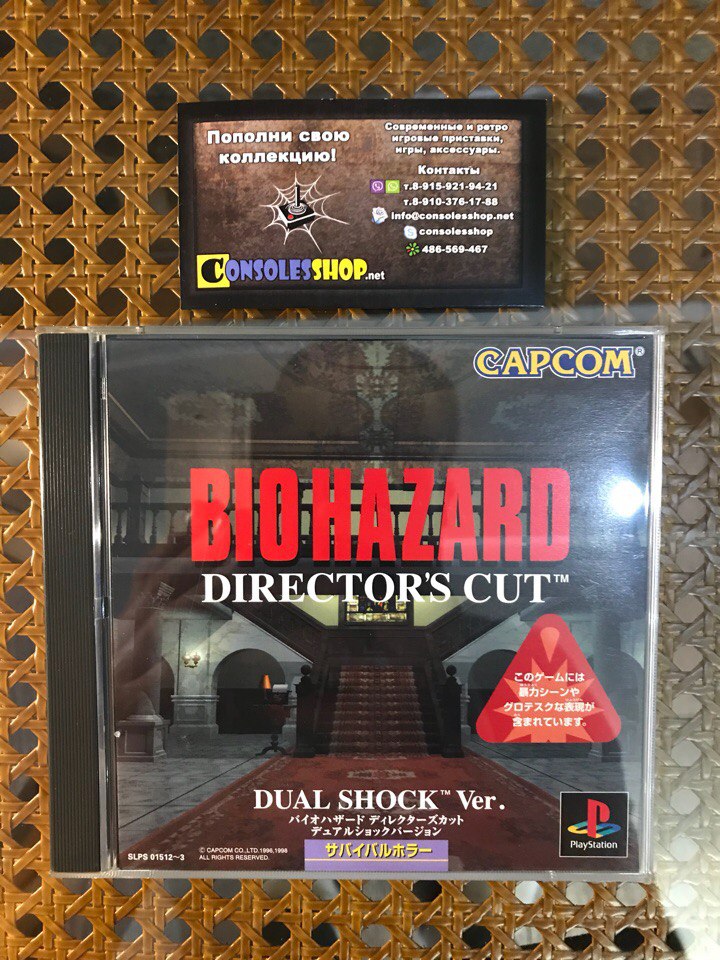 Пополни свою
коллекцию!
CONSOLESSHOP.net
Современные и ретро
игровые приставки,
игры, аксессуары.
Контакты
т.8-915-921-94-21
т.8-910-376-17-88
info@consolesshop.net
consolesshop
486-569-467
CAPCOM®
BIOHAZARD
DIRECTOR'S CUT™
このゲームには
暴力シーンや
グロテスクな表現が
含まれています。
DUAL SHOCK™ Ver.
バイオハザード ディレクターズカット
デュアルショックバージョン
サバイバルホラー
SLPS 01512~3
© CAPCOM CO.,LTD.1996,1998
ALL RIGHTS RESERVED.
PlayStation